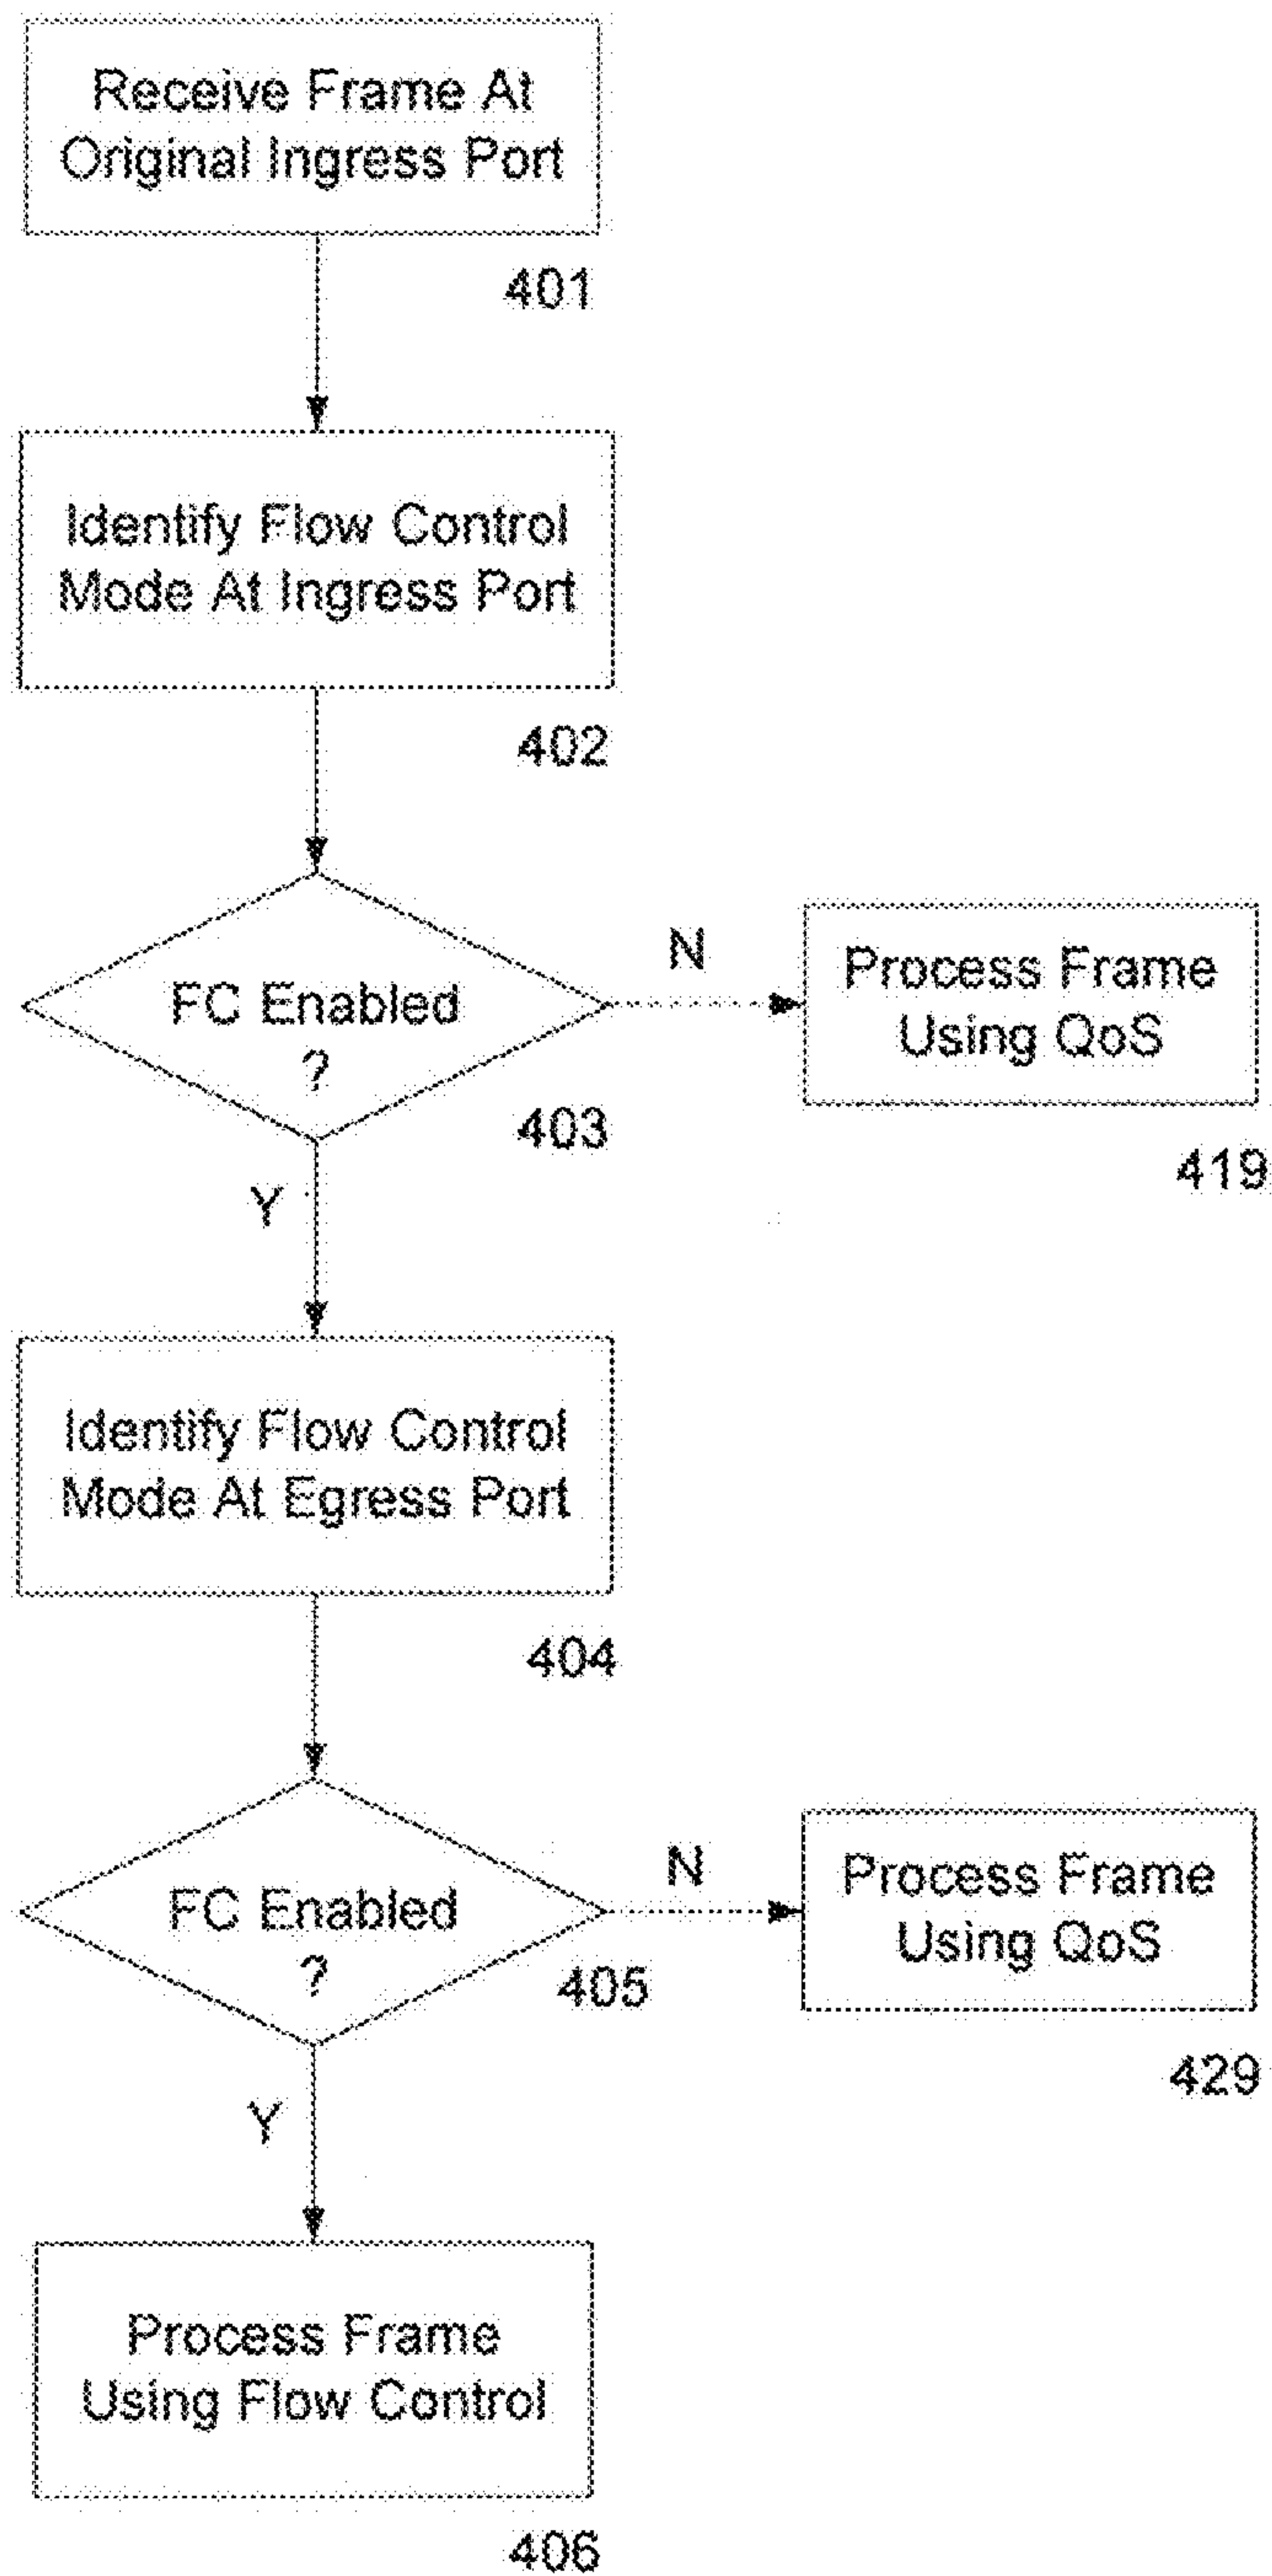 Receive Frame At
Original Ingress Port
401
Identify Flow Control
Mode At Ingress Port
402
FC Enabled
?
403
N
Process Frame
Using QoS
419
Y
Identify Flow Control
Mode At Egress Port
404
FC Enabled
?
405
N
Process Frame
Using QoS
429
Y
Process Frame
Using Flow Control
406